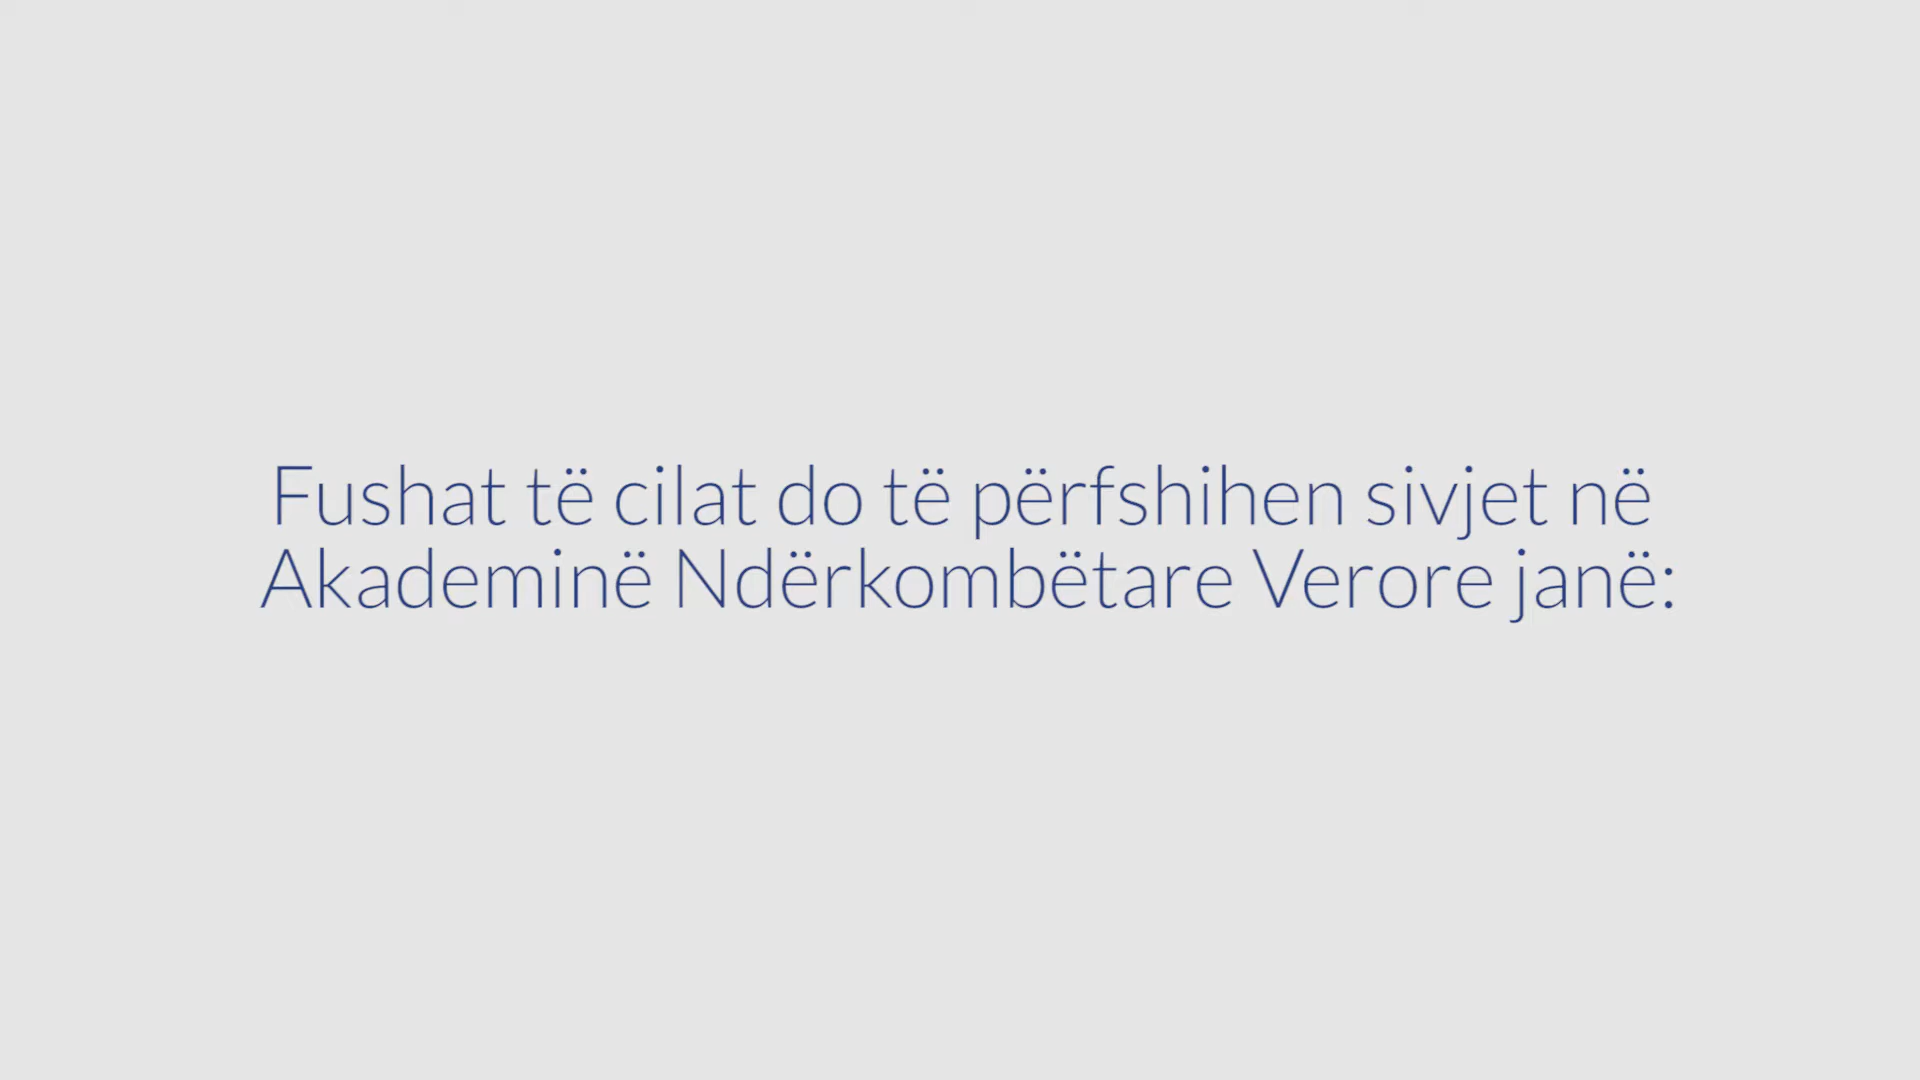 Fushat të cilat do të përfshihen sivjet në
Akademinë Ndërkombëtare Verore janë: